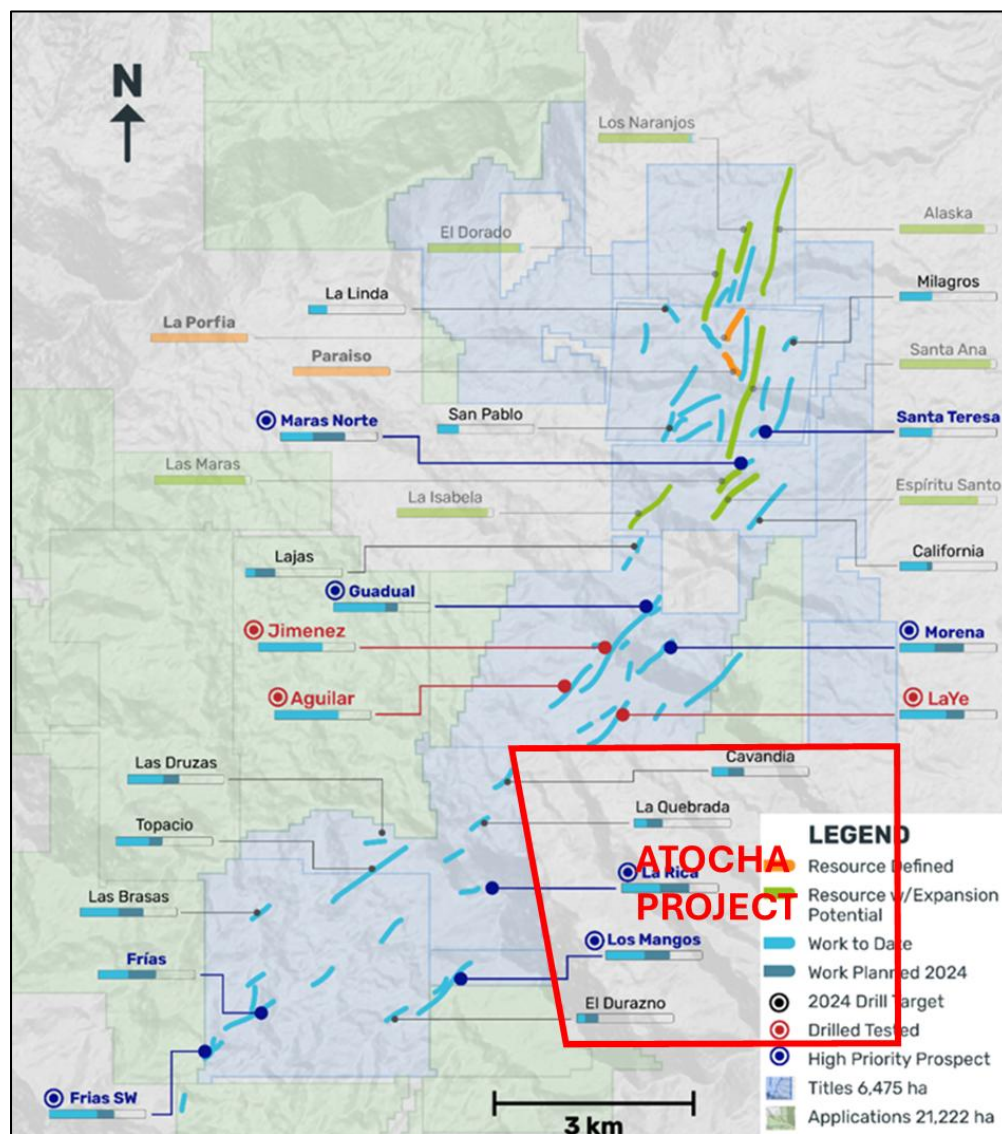 N
Los Naranjos
Alaska
El Dorado
Milagros
La Linda
La Porfia
Paraiso
Santa Ana
Maras Norte
San Pablo
Santa Teresa
Las Maras
La Isabela
Espíritu Santo
Lajas
California
Guadual
Jimenez
Morena
Aguilar
LaYe
Las Druzas
Cavandia
Topacio
La Quebrada
ATOCHA
PROJECT
La Rica
Las Brasas
Los Mangos
Frías
El Durazno
Frias SW
3 km
LEGEND
Resource Defined
Resource w/Expansion
Potential
Work to Date
Work Planned 2024
2024 Drill Target
Drilled Tested
High Priority Prospect
Titles 6,475 ha
Applications 21,222 ha